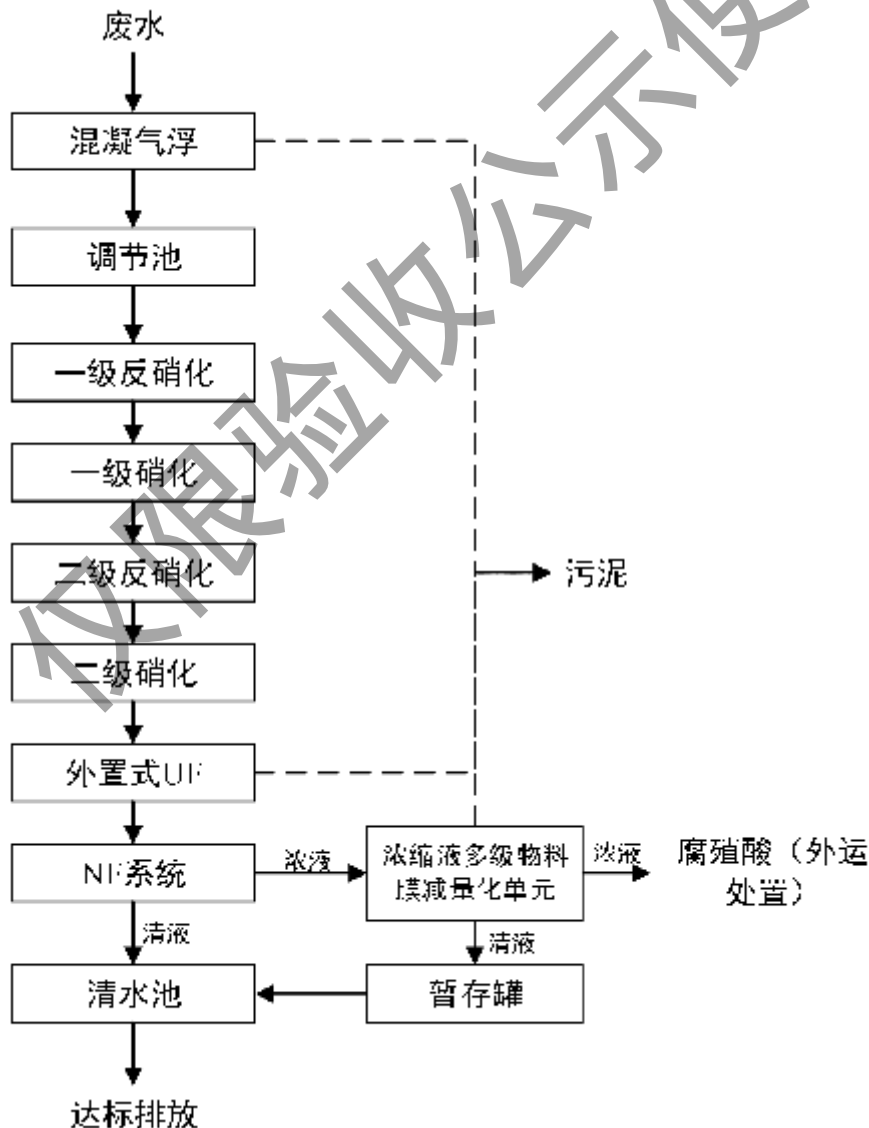 废水
混凝气浮
调节池
一级反硝化
一级硝化
二级反硝化
污泥
二级硝化
外置式UF
NF系统
浓液
浓缩液多级物料
膜减量化单元
浓液
腐殖酸（外运
处置）
清液
清液
清水池
暂存罐
达标排放
仅限验收公示使